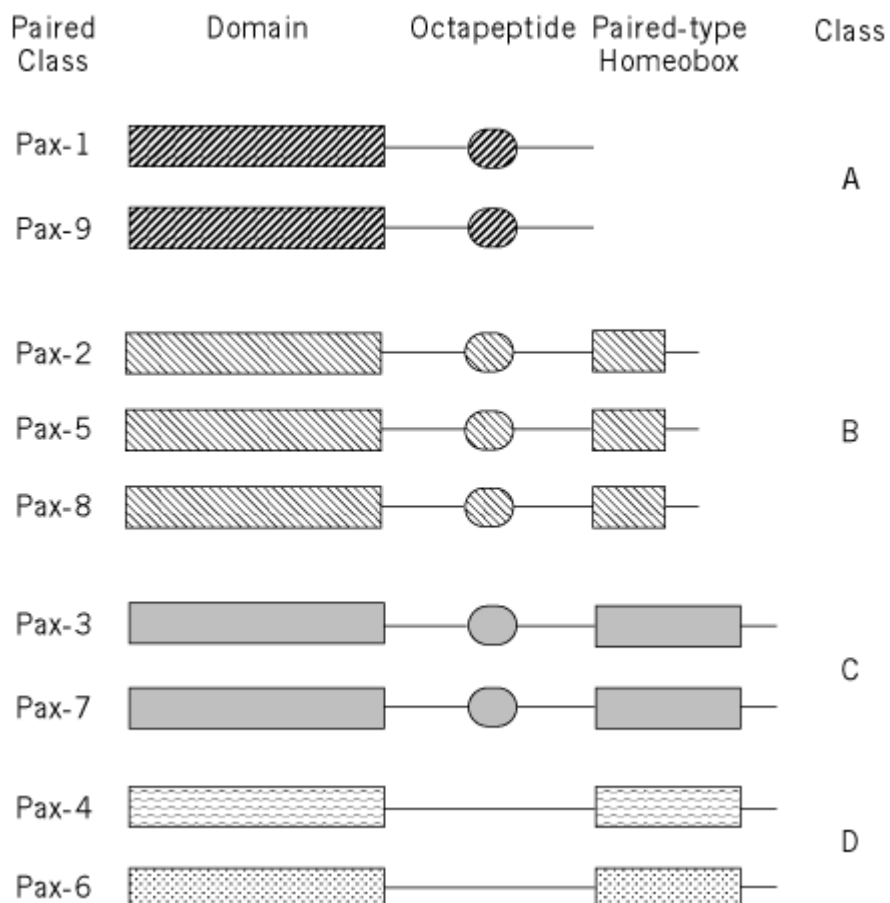 Paired Domain Octapeptide Paired-type Class
Class Homeobox
Pax-1
A
Pax-9
Pax-2
Pax-5 B
Pax-8
Pax-3
C
Pax-7
Pax-4
D
Pax-6